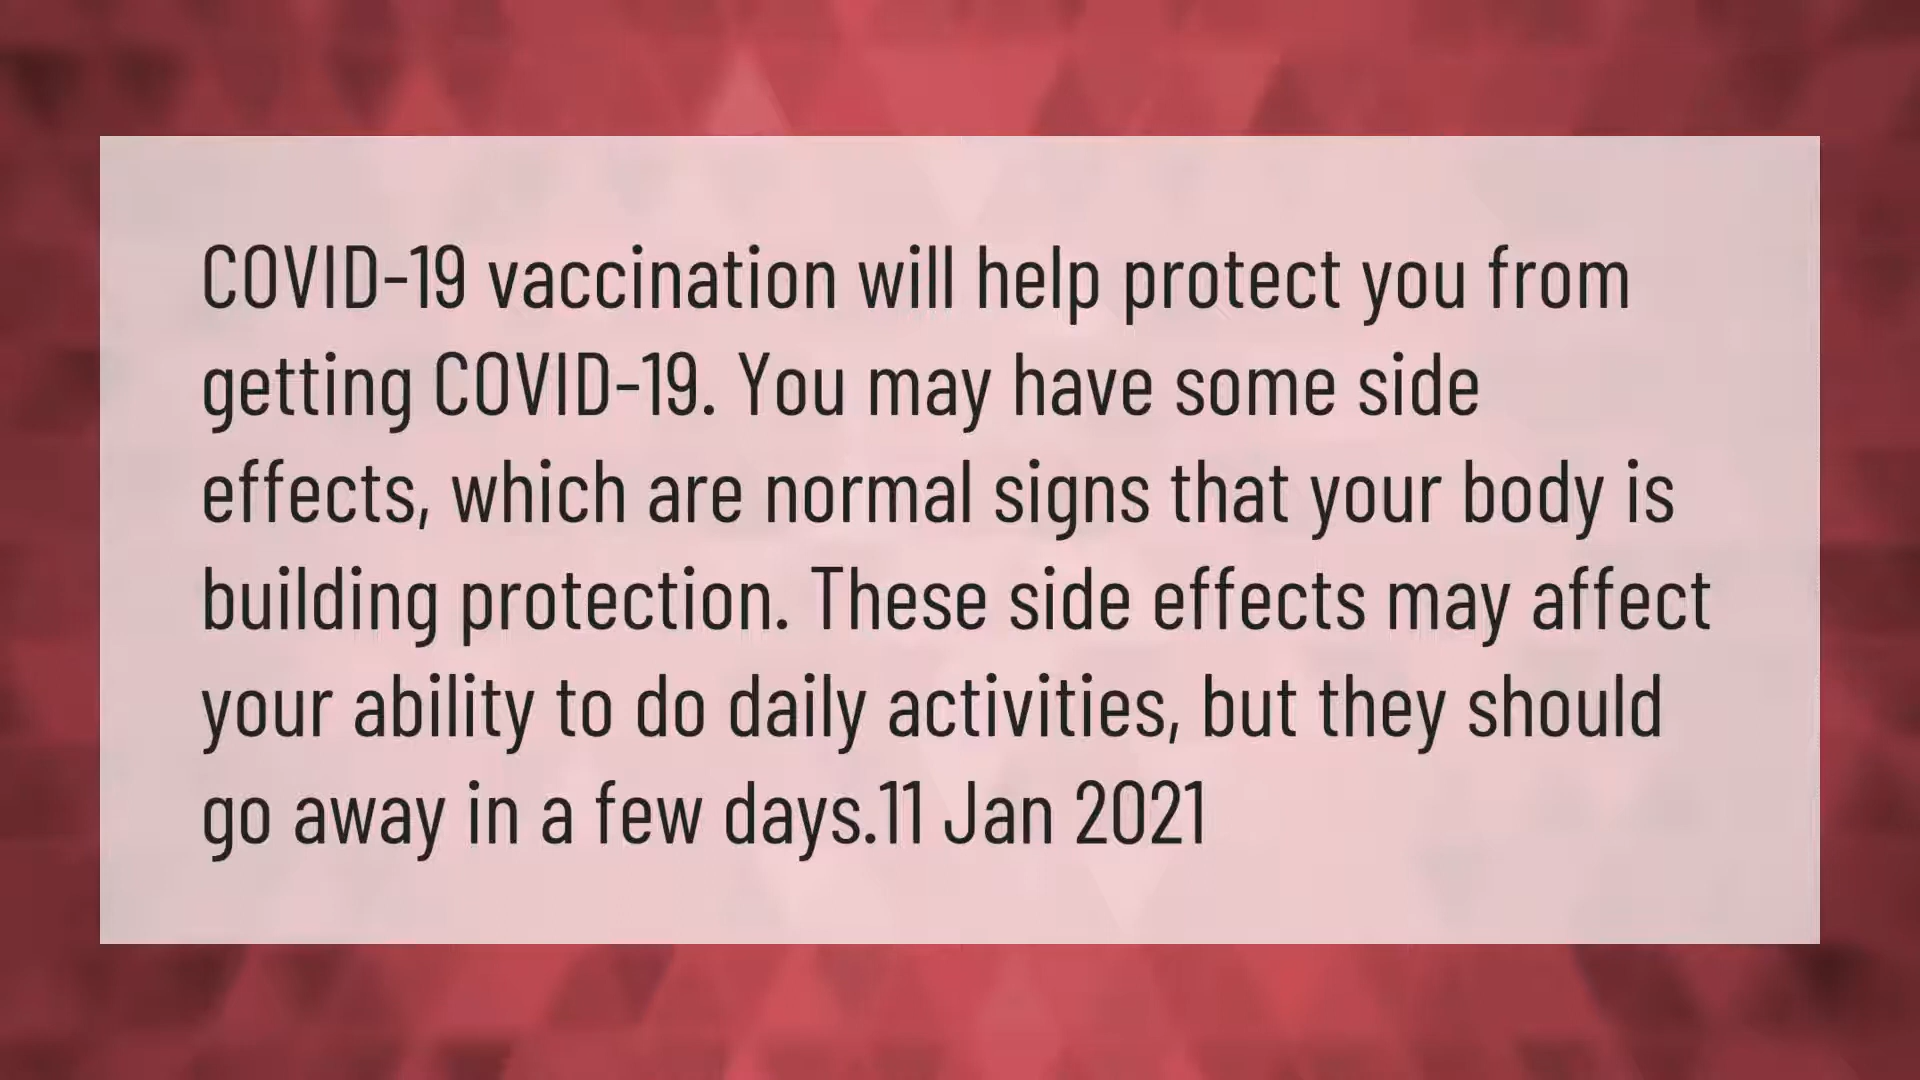 COVID-19 vaccination will help protect you from
getting COVID-19. You may have some side
effects, which are normal signs that your body is
building protection. These side effects may affect
your ability to do daily activities, but they should
go away in a few days.11 Jan 2021